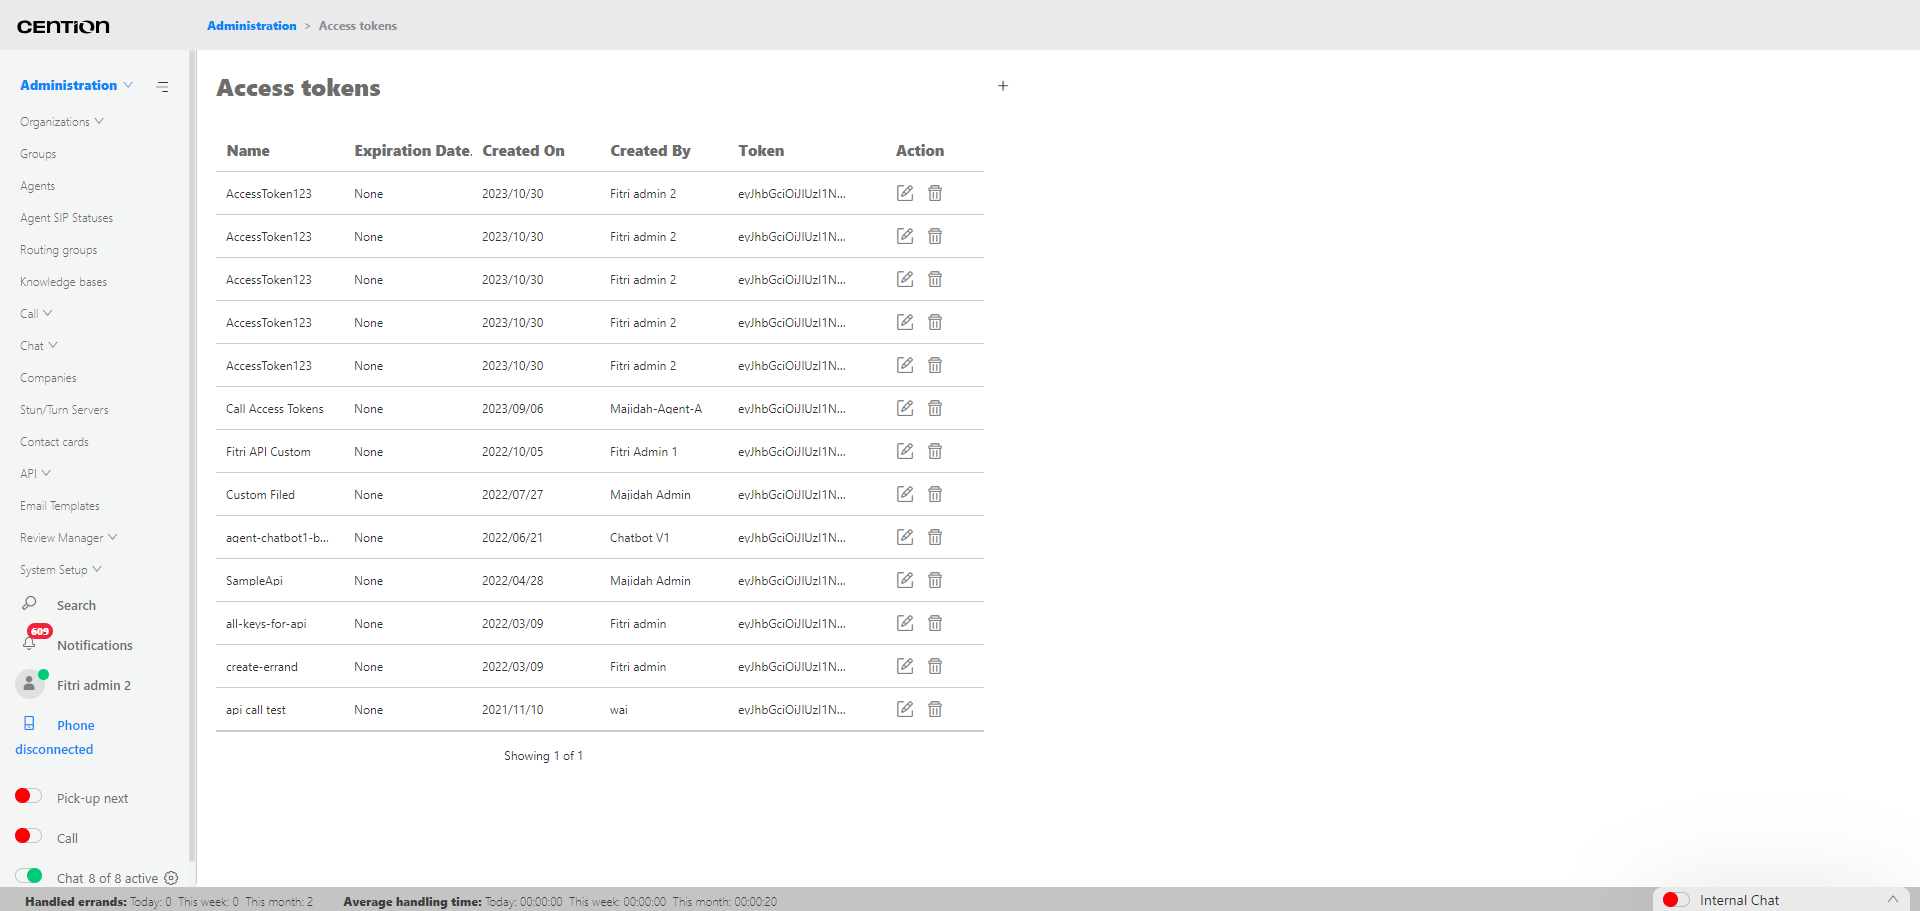 CENTION
Administration > Access tokens
Administration
Organizations
Groups
Agents
Agent SIP Statuses
Routing groups
Knowledge bases
Call
Chat
Companies
Stun/Turn Servers
Contact cards
API
Email Templates
Review Manager
System Setup
Search
609
Notifications
Fitri admin 2
Phone
disconnected
Pick-up next
Call
Chat 8 of 8 active
Access tokens
+
Name Expiration Date. Created On Created By Token Action
AccessToken123 None 2023/10/30 Fitri admin 2 eyJhbGciOiJIUzI1N...
AccessToken123 None 2023/10/30 Fitri admin 2 eyJhbGciOiJIUzI1N...
AccessToken123 None 2023/10/30 Fitri admin 2 eyJhbGciOiJIUzI1N...
AccessToken123 None 2023/10/30 Fitri admin 2 eyJhbGciOiJIUzI1N...
AccessToken123 None 2023/10/30 Fitri admin 2 eyJhbGciOiJIUzI1N...
Call Access Tokens None 2023/09/06 Majidah-Agent-A eyJhbGciOiJIUzI1N...
Fitri API Custom None 2022/10/05 Fitri Admin 1 eyJhbGciOiJIUzI1N...
Custom Filed None 2022/07/27 Majidah Admin eyJhbGciOiJIUzI1N...
agent-chatbot1-b... None 2022/06/21 Chatbot V1 eyJhbGciOiJIUzI1N...
SampleApi None 2022/04/28 Majidah Admin eyJhbGciOiJIUzI1N...
all-keys-for-api None 2022/03/09 Fitri admin eyJhbGciOiJIUzI1N...
create-errand None 2022/03/09 Fitri admin eyJhbGciOiJIUzI1N...
api call test None 2021/11/10 wai eyJhbGciOiJIUzI1N...
Showing 1 of 1
Handled errands: Today: 0 This week: 0 This month: 2 Average handling time: Today: 00:00:00 This week: 00:00:00 This month: 00:00:20
Internal Chat